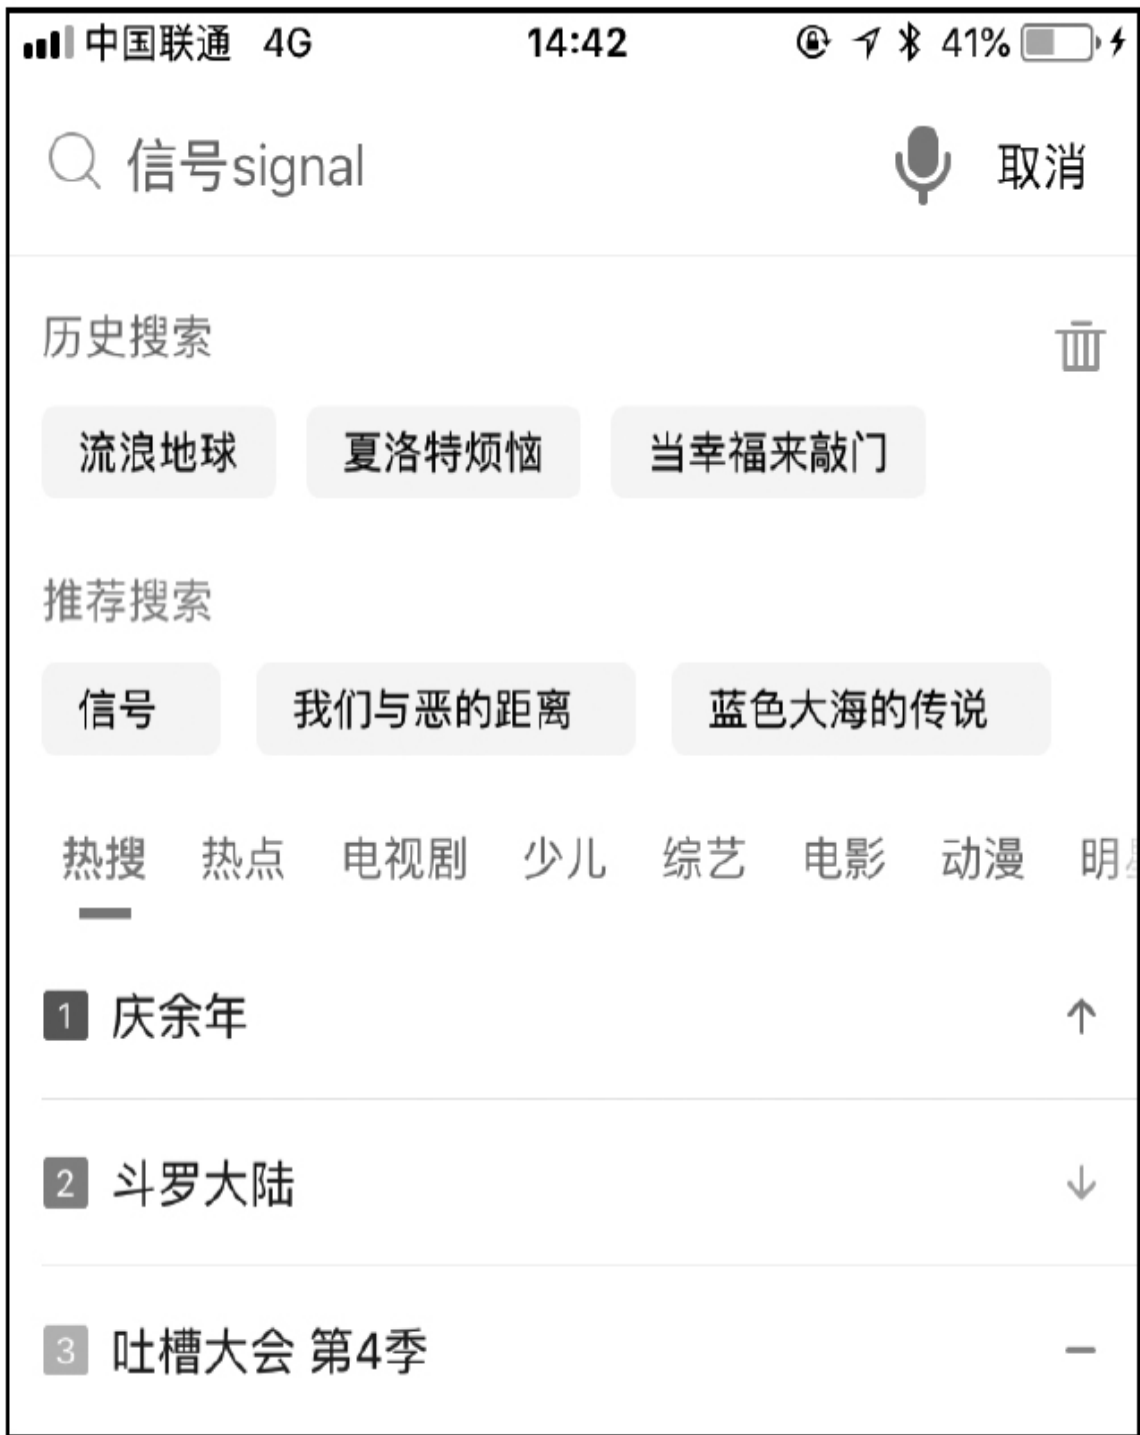 中国联通 4G 14:42 41%
信号signal 取消
历史搜索
流浪地球 夏洛特烦恼 当幸福来敲门
推荐搜索
信号 我们与恶的距离 蓝色大海的传说
热搜 热点 电视剧 少儿 综艺 电影 动漫 明
1 庆余年
2 斗罗大陆
3 吐槽大会 第4季